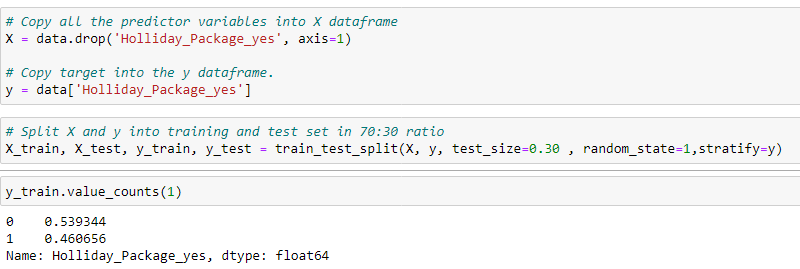 # Copy all the predictor variables into X dataframe
X = data.drop('Holliday_Package_yes', axis=1)
# Copy target into the y dataframe.
y = data['Holliday_Package_yes']
# Split X and y into training and test set in 70:30 ratio
X_train, X_test, y_train, y_test = train_test_split(X, y, test_size=0.30 , random_state=1,stratify=y)
y_train.value_counts(1)
0    0.539344
1    0.460656
Name: Holliday_Package_yes, dtype: float64